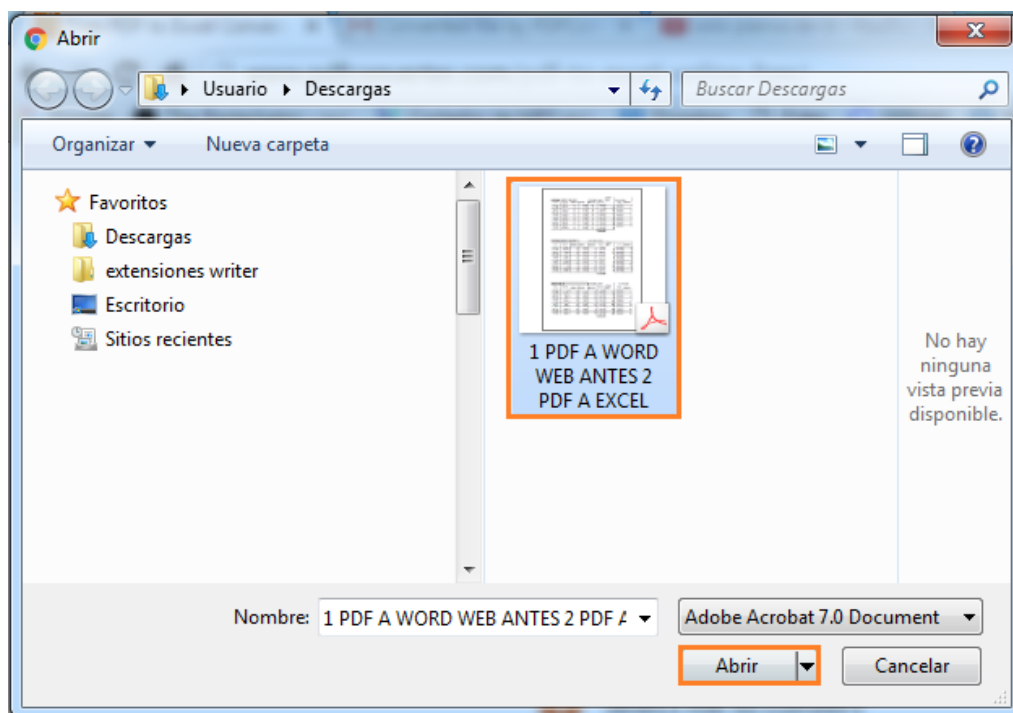 Abrir
Usuario Descargas
Buscar Descargas
Organizar
Nueva carpeta
Favoritos
Descargas
extensiones writer
Escritorio
Sitios recientes
1 PDF A WORD
WEB ANTES 2
PDF A EXCEL
No hay
ninguna
vista previa
disponible.
Nombre: 1 PDF A WORD WEB ANTES 2 PDF A
Adobe Acrobat 7.0 Document
Abrir
Cancelar